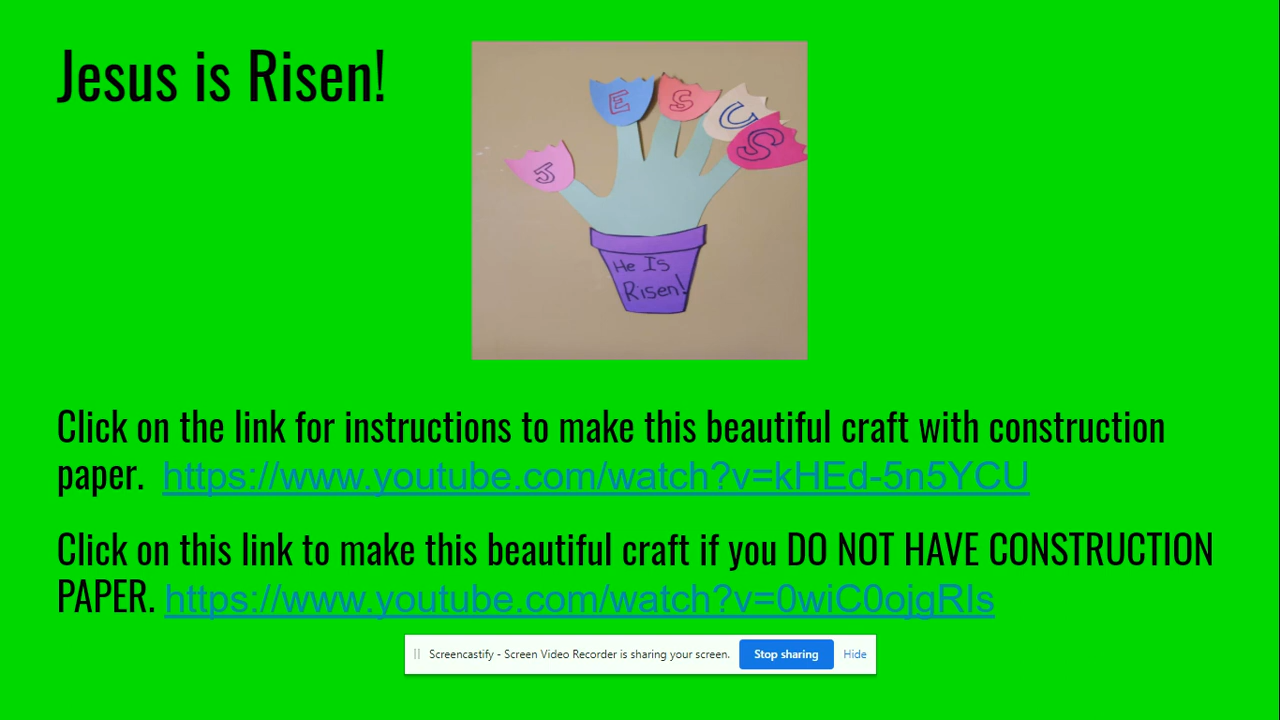 Jesus is Risen!
J
E
S
U
S
He Is
Risen!
Click on the link for instructions to make this beautiful craft with construction
paper. https://www.youtube.com/watch?v=kHEd-5n5YCU
Click on this link to make this beautiful craft if you DO NOT HAVE CONSTRUCTION
PAPER. https://www.youtube.com/watch?v=0wiC0ojgRIs
Screencastify - Screen Video Recorder is sharing your screen. Stop sharing Hide